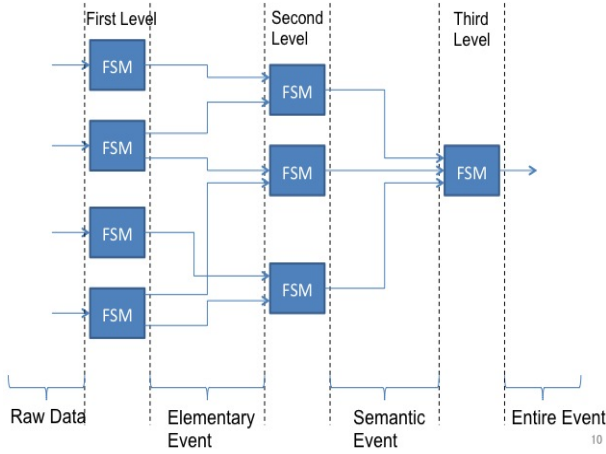 First Level
Second
Level
Third
Level
FSM
FSM
FSM
FSM
FSM
FSM
FSM
FSM
Raw Data
Elementary
Event
Semantic
Event
Entire Event
10